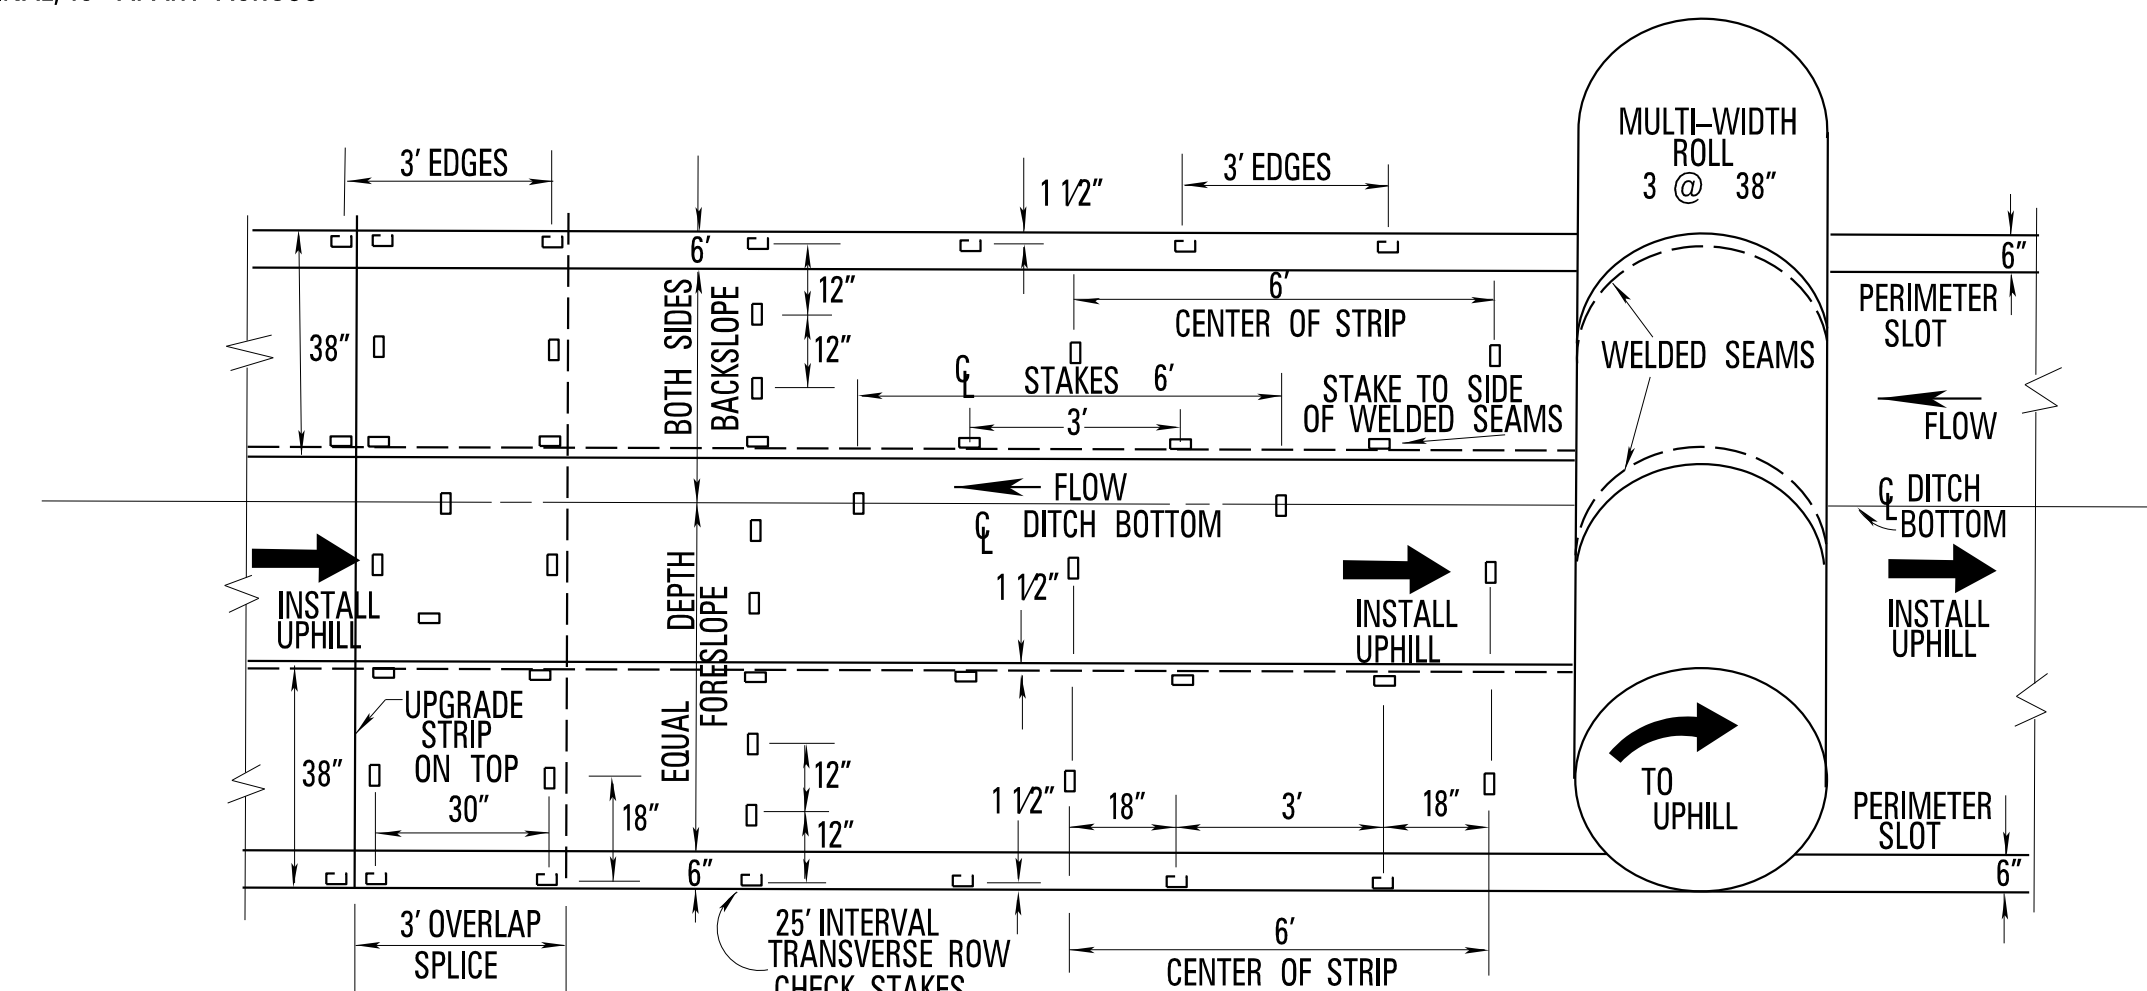 3' EDGES
1 1/2"
3' EDGES
MULTI–WIDTH
ROLL
3 @ 38"
6'
6"
12"
6'
PERIMETER
SLOT
CENTER OF STRIP
BOTH SIDES
BACKSLOPE
38"
12"
WELDED SEAMS
℄ STAKES 6'
STAKE TO SIDE
OF WELDED SEAMS
3'
FLOW
FLOW
℄ DITCH BOTTOM
℄ DITCH
BOTTOM
INSTALL
UPHILL
EQUAL DEPTH
FORESLOPE
1 1/2"
INSTALL
UPHILL
INSTALL
UPHILL
UPGRADE
STRIP
ON TOP
38"
30"
18"
12"
12"
1 1/2"
18"
3'
18"
TO
UPHILL
PERIMETER
SLOT
6"
6"
3' OVERLAP
SPLICE
25' INTERVAL
TRANSVERSE ROW
CHECK STAKES
6'
CENTER OF STRIP